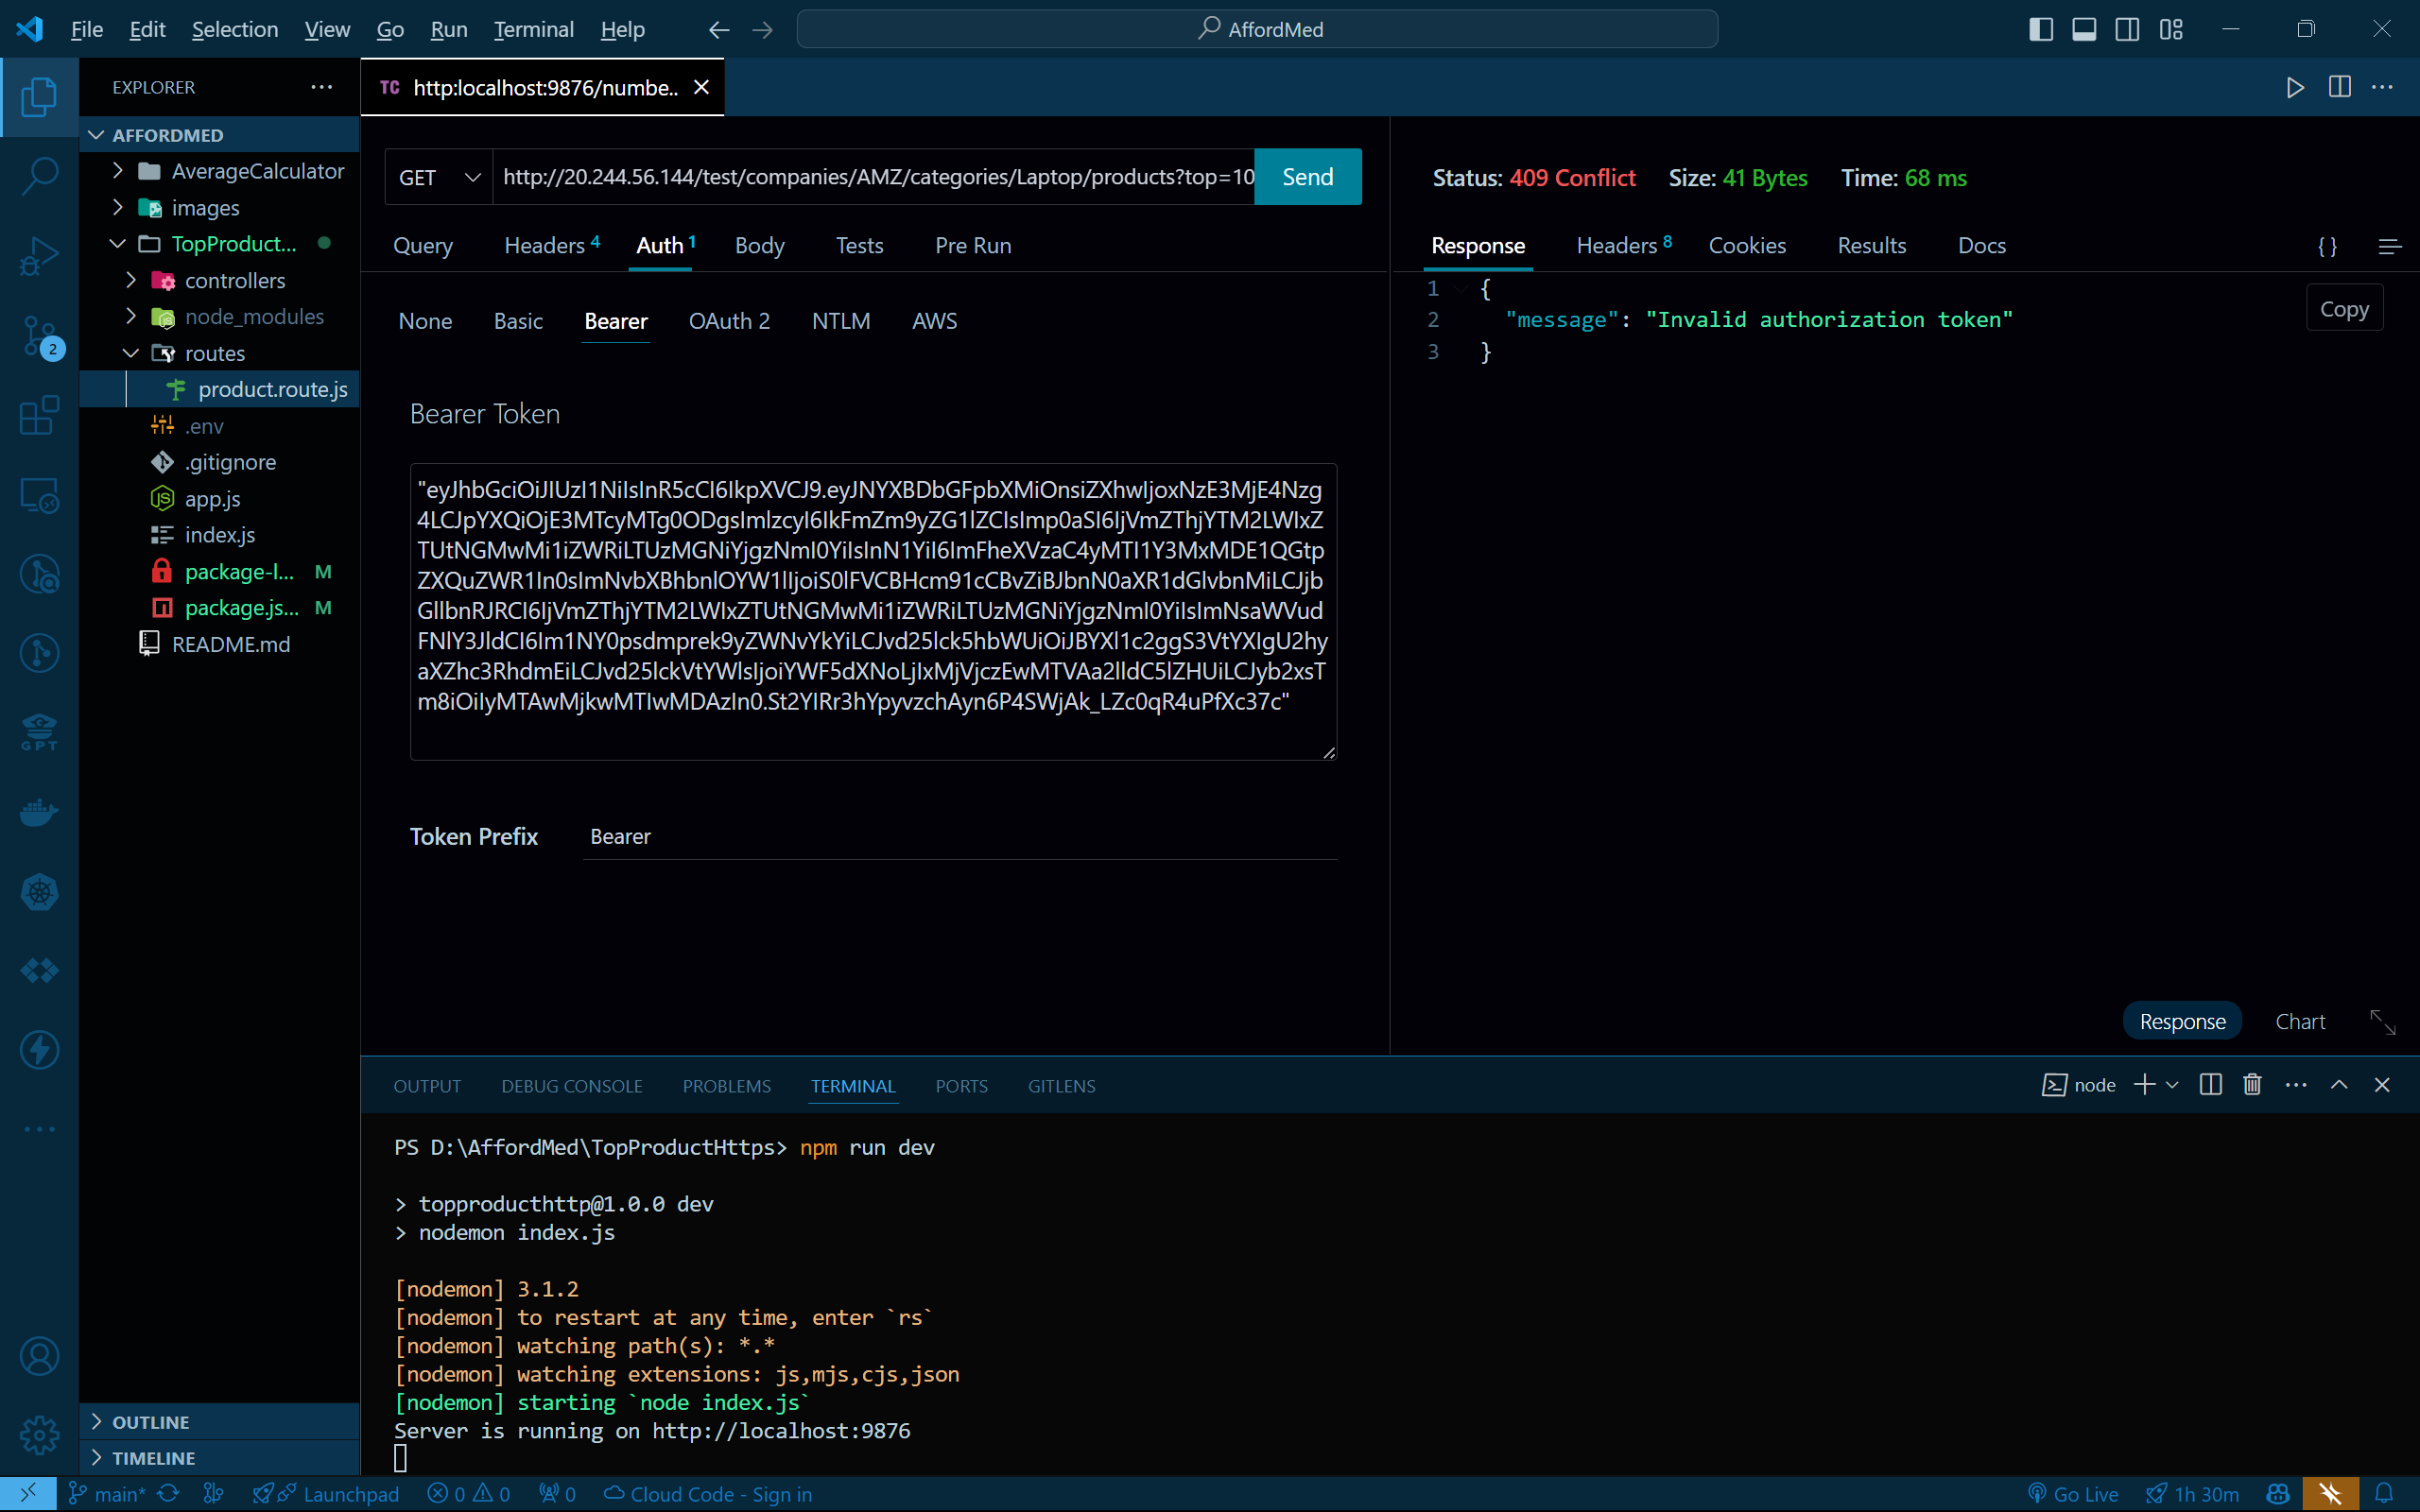 File Edit Selection View Go Run Terminal Help
AffordMed
EXPLORER
AFFORDMED
AverageCalculator
images
TopProduct...
controllers
node_modules
routes
product.route.js
.env
.gitignore
app.js
index.js
package-l... M
package.js... M
README.md
OUTLINE
TIMELINE
2
GPT
TC http:localhost:9876/numbe..
GET http://20.244.56.144/test/companies/AMZ/categories/Laptop/products?top=10 Send
Query Headers 4 Auth 1 Body Tests Pre Run
None Basic Bearer OAuth 2 NTLM AWS
Bearer Token
Token Prefix Bearer
Status: 409 Conflict Size: 41 Bytes Time: 68 ms
Response Headers 8 Cookies Results Docs { }
1 {
2 "message": "Invalid authorization token"
3 }
Copy
Response Chart
OUTPUT DEBUG CONSOLE PROBLEMS TERMINAL PORTS GITLENS
node
PS D:\AffordMed\TopProductHttps> npm run dev
> topproducthttp@1.0.0 dev
> nodemon index.js
[nodemon] 3.1.2
[nodemon] to restart at any time, enter `rs`
[nodemon] watching path(s): *.*
[nodemon] watching extensions: js,mjs,cjs,json
[nodemon] starting `node index.js`
Server is running on http://localhost:9876
main* Launchpad 0 0 0 Cloud Code - Sign in Go Live 1h 30m